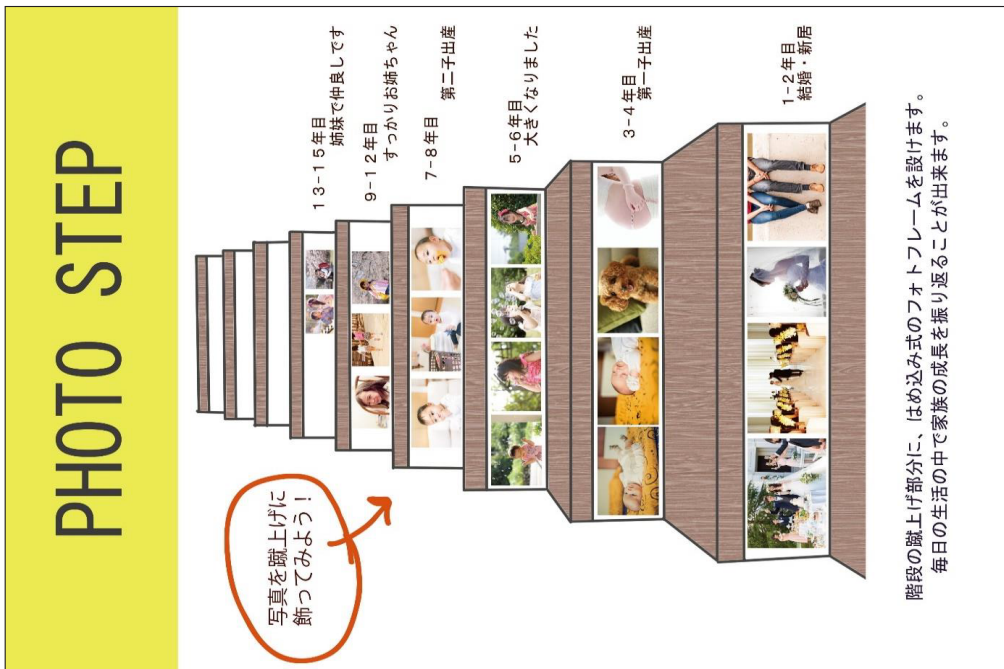 PHOTO STEP
13-15年目
姉妹で仲良しです
9-12年目
すっかりお姉ちゃん
7-8年目
第二子出産
5-6年目
大きくなりました
3-4年目
第一子出産
1-2年目
結婚・新居
写真を蹴上げに
飾ってみよう!
階段の蹴上げ部分に、はめ込み式のフォトフレームを設けます。
毎日の生活の中で家族の成長を振り返ることが出来ます。